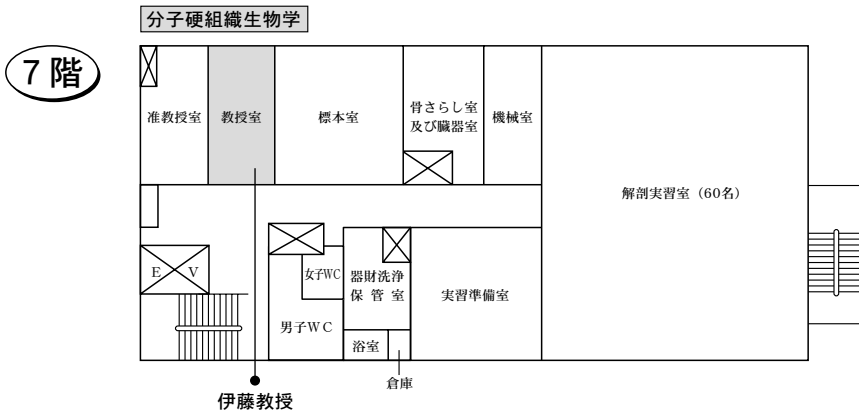 分子硬組織生物学
7階
准教授室
教授室
標本室
骨さらし室
及び臓器室
機械室
解剖実習室（60名）
EV
女子WC
器財洗浄
保管室
実習準備室
男子WC
浴室
倉庫
伊藤教授